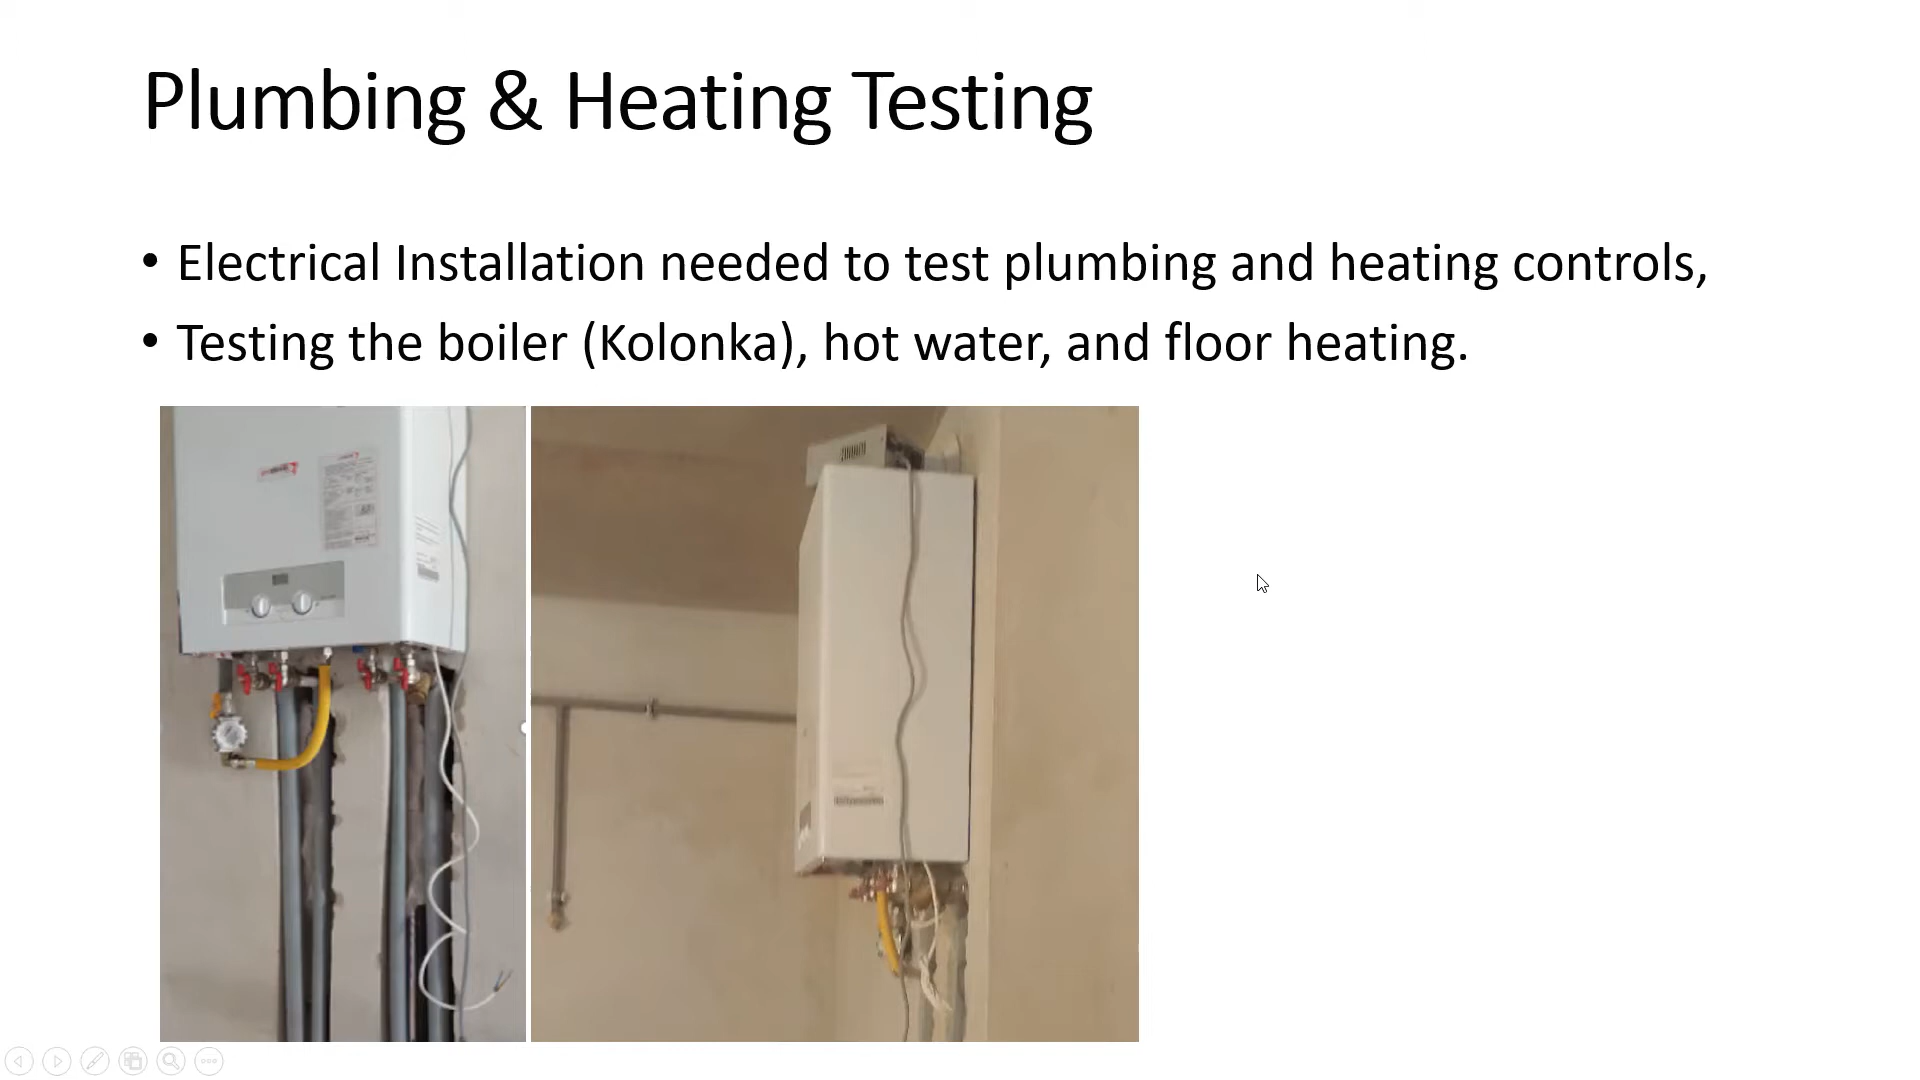 Plumbing & Heating Testing
• Electrical Installation needed to test plumbing and heating controls,
• Testing the boiler (Kolonka), hot water, and floor heating.